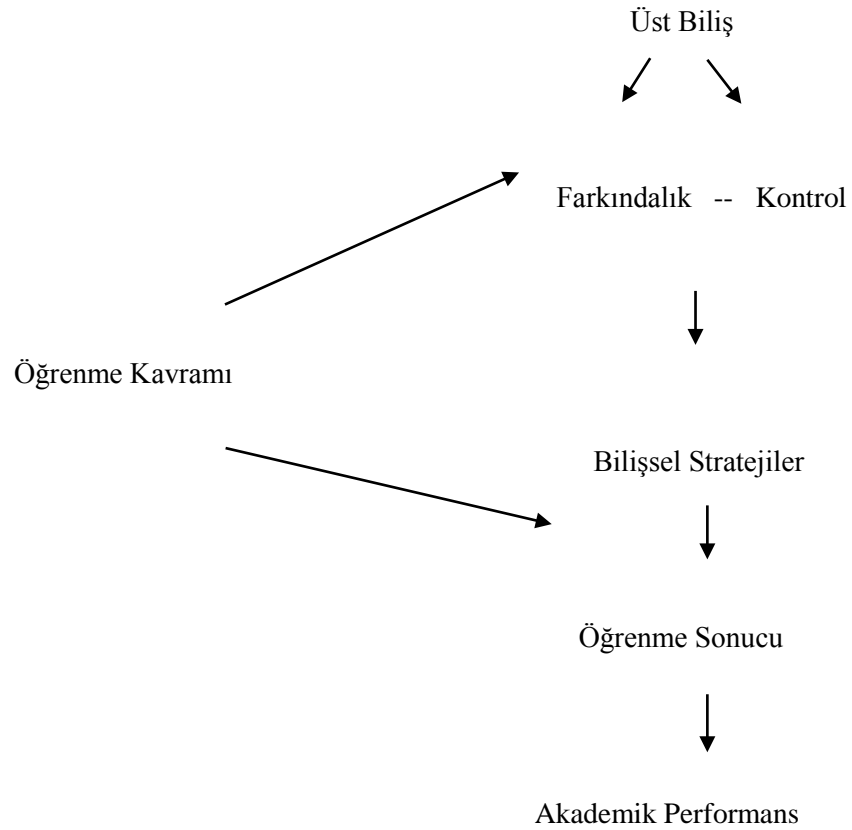 Üst Biliş
Farkındalık -- Kontrol
Öğrenme Kavramı
Bilişsel Stratejiler
Öğrenme Sonucu
Akademik Performans